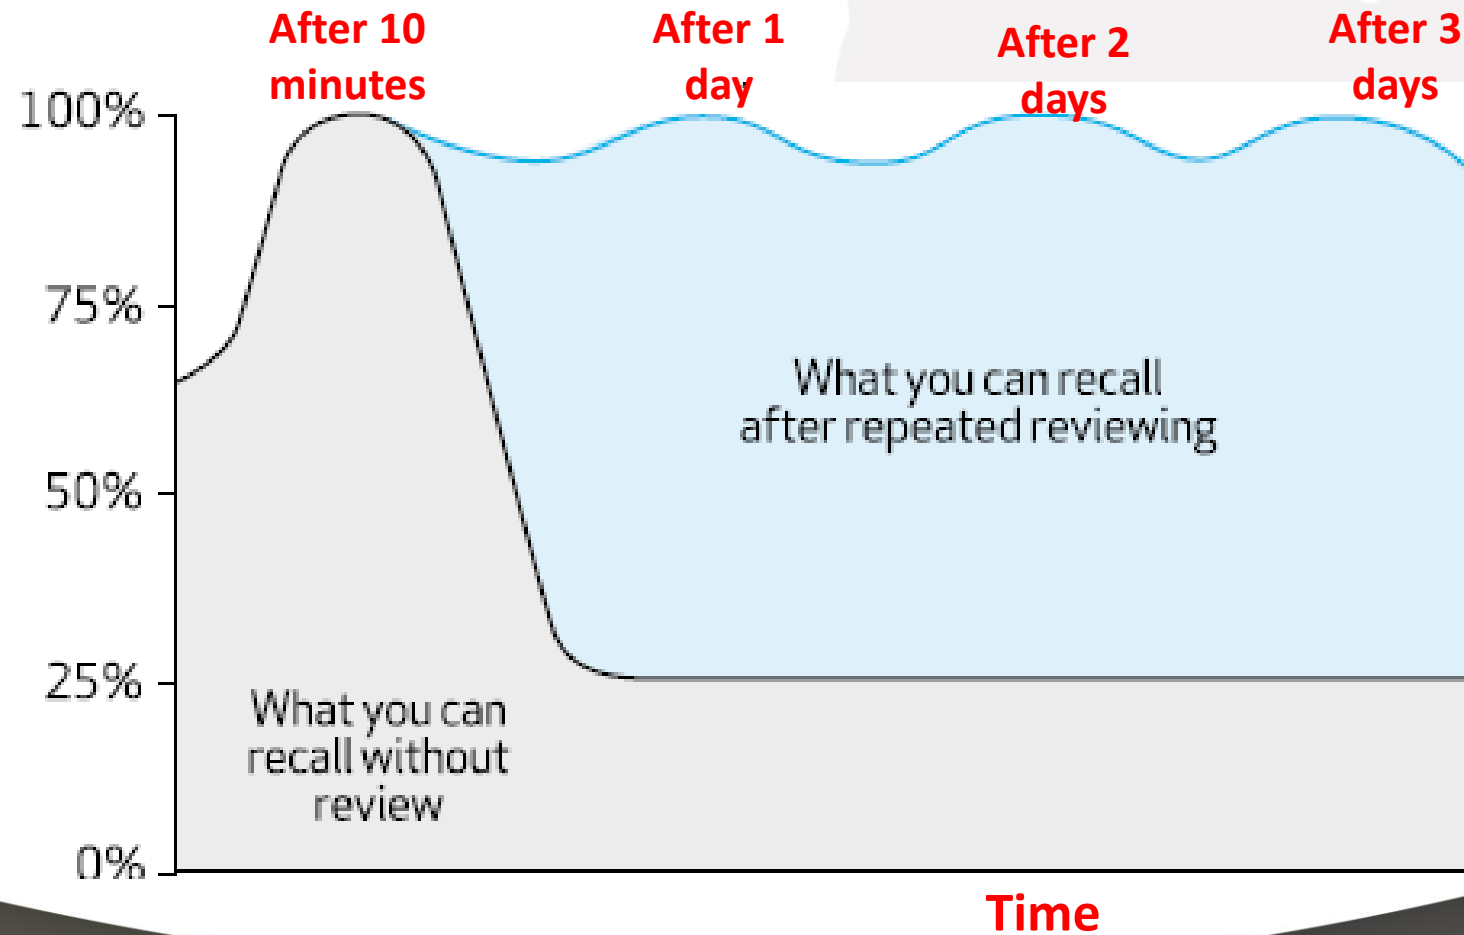 After 10
minutes
After 1
day
After 2
days
After 3
days
100%
75%
50%
25%
0%
What you can recall
after repeated reviewing
What you can
recall without
review
Time